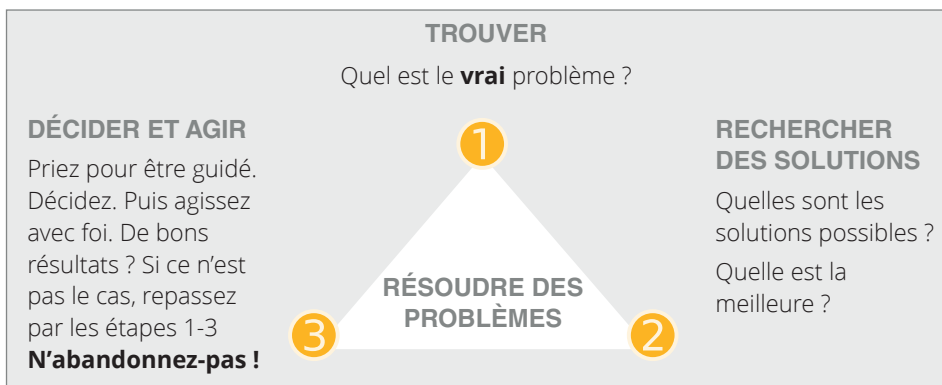 TROUVER
Quel est le vrai problème ?
1
RECHERCHER
DES SOLUTIONS
Quelles sont les
solutions possibles ?
Quelle est la
meilleure ?
2
DÉCIDER ET AGIR
Priez pour être guidé.
Décidez. Puis agissez
avec foi. De bons
résultats ? Si ce n’est
pas le cas, repassez
par les étapes 1-3
N’abandonnez-pas !
3
RÉSOUDRE DES
PROBLÈMES